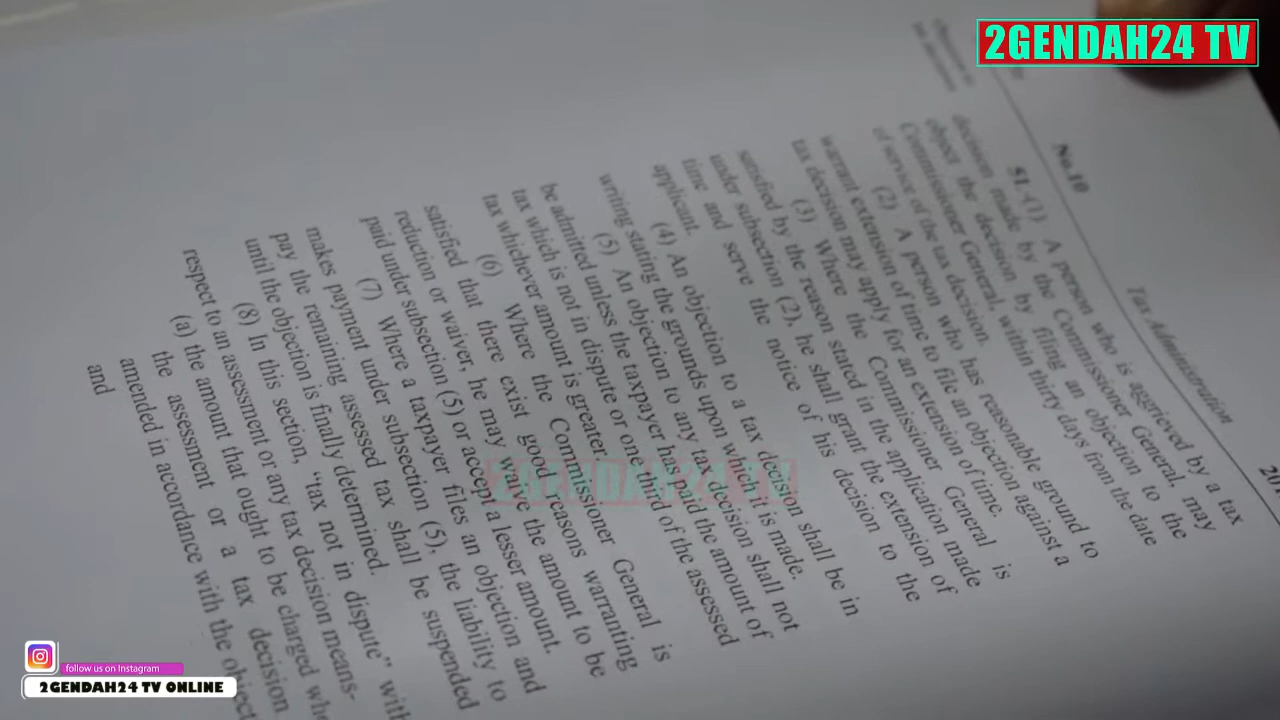 2GENDAH24 TV
No.10
Tax Administration
51.-(1) A person who is aggrieved by a tax
decision made by the Commissioner General, may
object the decision by filing an objection to the
Commissioner General, within thirty days from the date
of service of the tax decision.
(2) A person who has reasonable ground to
warrant extension of time to file an objection against a
tax decision may apply for an extension of time.
(3) Where the Commissioner General is
satisfied by the reason stated in the application made
under subsection (2), he shall grant the extension of
time and serve the notice of his decision to the
applicant.
(4) An objection to a tax decision shall be in
writing stating the grounds upon which it is made.
(5) An objection to any tax decision shall not
be admitted unless the taxpayer has paid the amount of
tax which is not in dispute or one third of the assessed
tax whichever amount is greater.
(6) Where the Commissioner General is
satisfied that there exist good reasons warranting
reduction or waiver, he may the amount to be
paid under subsection (5) or accept a lesser amount.
(7) Where a taxpayer files an objection and
makes payment under subsection (5), the liability to
pay the remaining assessed tax shall be suspended
until the objection is finally determined.
(8) In this section, "tax not in dispute" with
respect to an assessment or any tax decision means-
(a) the amount that ought to be charged
the assessment or a tax decision
amended in accordance with the
and
2GENDAH24 TV
follow us on Instagram
2GENDAH24 TV ONLINE